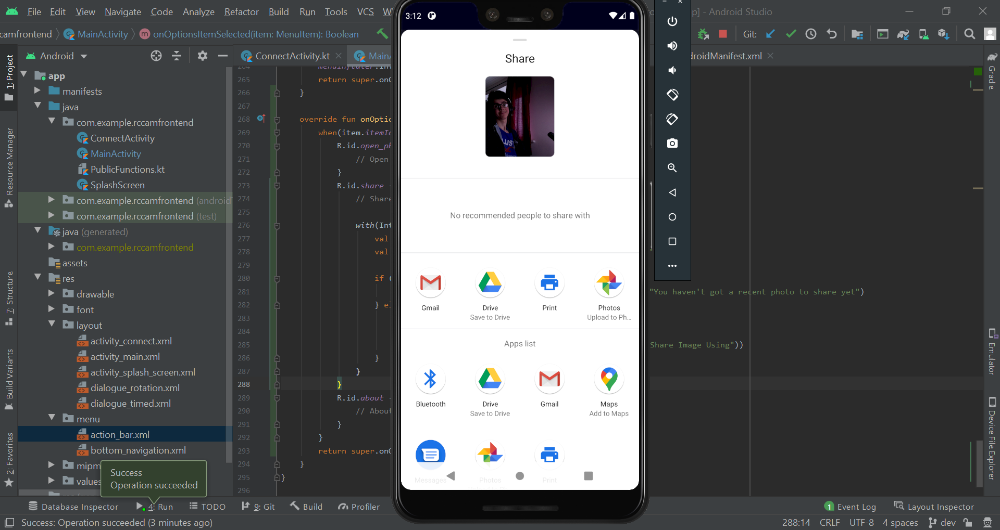 File Edit View Navigate Code Analyze Refactor Build Run Tools VCS
p] - Android Studio
camfrontend MainActivity onOptionsItemSelected(item: MenuItem): Boolean
Git:
Android
ConnectActivity.kt
droidManifest.xml
1: Project
Resource Manager
7: Structure
Build Variants
2: Favorites
app
manifests
java
com.example.rccamfrontend
ConnectActivity
MainActivity
PublicFunctions.kt
SplashScreen
com.example.rccamfrontend (android
com.example.rccamfrontend (test)
java (generated)
com.example.rccamfrontend
assets
res
drawable
font
layout
activity_connect.xml
activity_main.xml
activity_splash_screen.xml
dialogue_rotation.xml
dialogue_timed.xml
menu
action_bar.xml
bottom_navigation.xml
mipm
values
Success
Operation succeeded
265 return super.on
266 }
267
268 override fun onOptio
269 when(item.itemI
270 R.id.open_p
271 // Open
272 }
273 R.id.share -
274 // Share
275
276 with(Int
277 val
278 val
279
280 if (
281 "You haven't got a recent photo to share yet")
282 } el
283
284
285 Share Image Using"))
286 }
287 }
288 }
289 R.id.about -
290 // About
291 }
292 }
293 return super.on
294 }
295 }
296
3:12
Share
No recommended people to share with
Gmail
Drive
Save to Drive
Print
Photos
Upload to Ph...
Apps list
Bluetooth
Drive
Save to Drive
Gmail
Maps
Add to Maps
Messages
Photos
Print
Gradle
Emulator
Device File Explorer
Database Inspector 4: Run TODO 9: Git Build Profiler
1 Event Log Layout Inspector
Success: Operation succeeded (3 minutes ago)
288:14 CRLF UTF-8 4 spaces dev